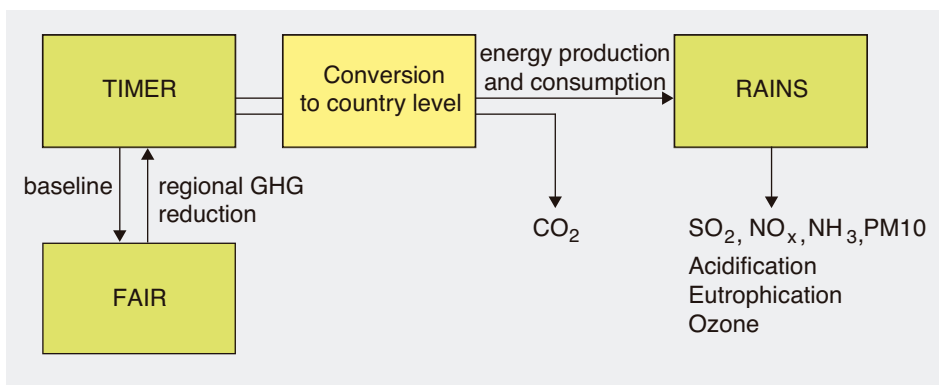 TIMER
Conversion
to country level
energy production
and consumption
RAINS
baseline
regional GHG
reduction
FAIR
CO₂
SO₂, NOₓ,NH₃,PM10
Acidification
Eutrophication
Ozone